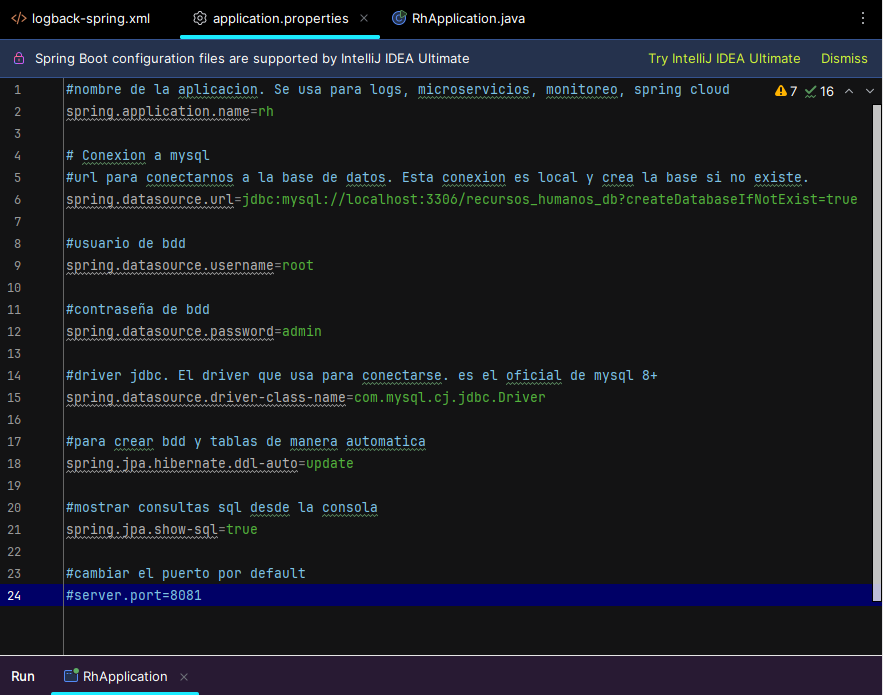 logback-spring.xml application.properties RhApplication.java
Spring Boot configuration files are supported by IntelliJ IDEA Ultimate Try IntelliJ IDEA Ultimate Dismiss
1 #nombre de la aplicacion. Se usa para logs, microservicios, monitoreo, spring cloud 7 16
2 spring.application.name=rh
3
4 # Conexion a mysql
5 #url para conectarnos a la base de datos. Esta conexion es local y crea la base si no existe.
6 spring.datasource.url=jdbc:mysql://localhost:3306/recursos_humanos_db?createDatabaseIfNotExist=true
7
8 #usuario de bdd
9 spring.datasource.username=root
10
11 #contraseña de bdd
12 spring.datasource.password=admin
13
14 #driver jdbc. El driver que usa para conectarse. es el oficial de mysql 8+
15 spring.datasource.driver-class-name=com.mysql.cj.jdbc.Driver
16
17 #para crear bdd y tablas de manera automatica
18 spring.jpa.hibernate.ddl-auto=update
19
20 #mostrar consultas sql desde la consola
21 spring.jpa.show-sql=true
22
23 #cambiar el puerto por default
24 #server.port=8081
Run RhApplication